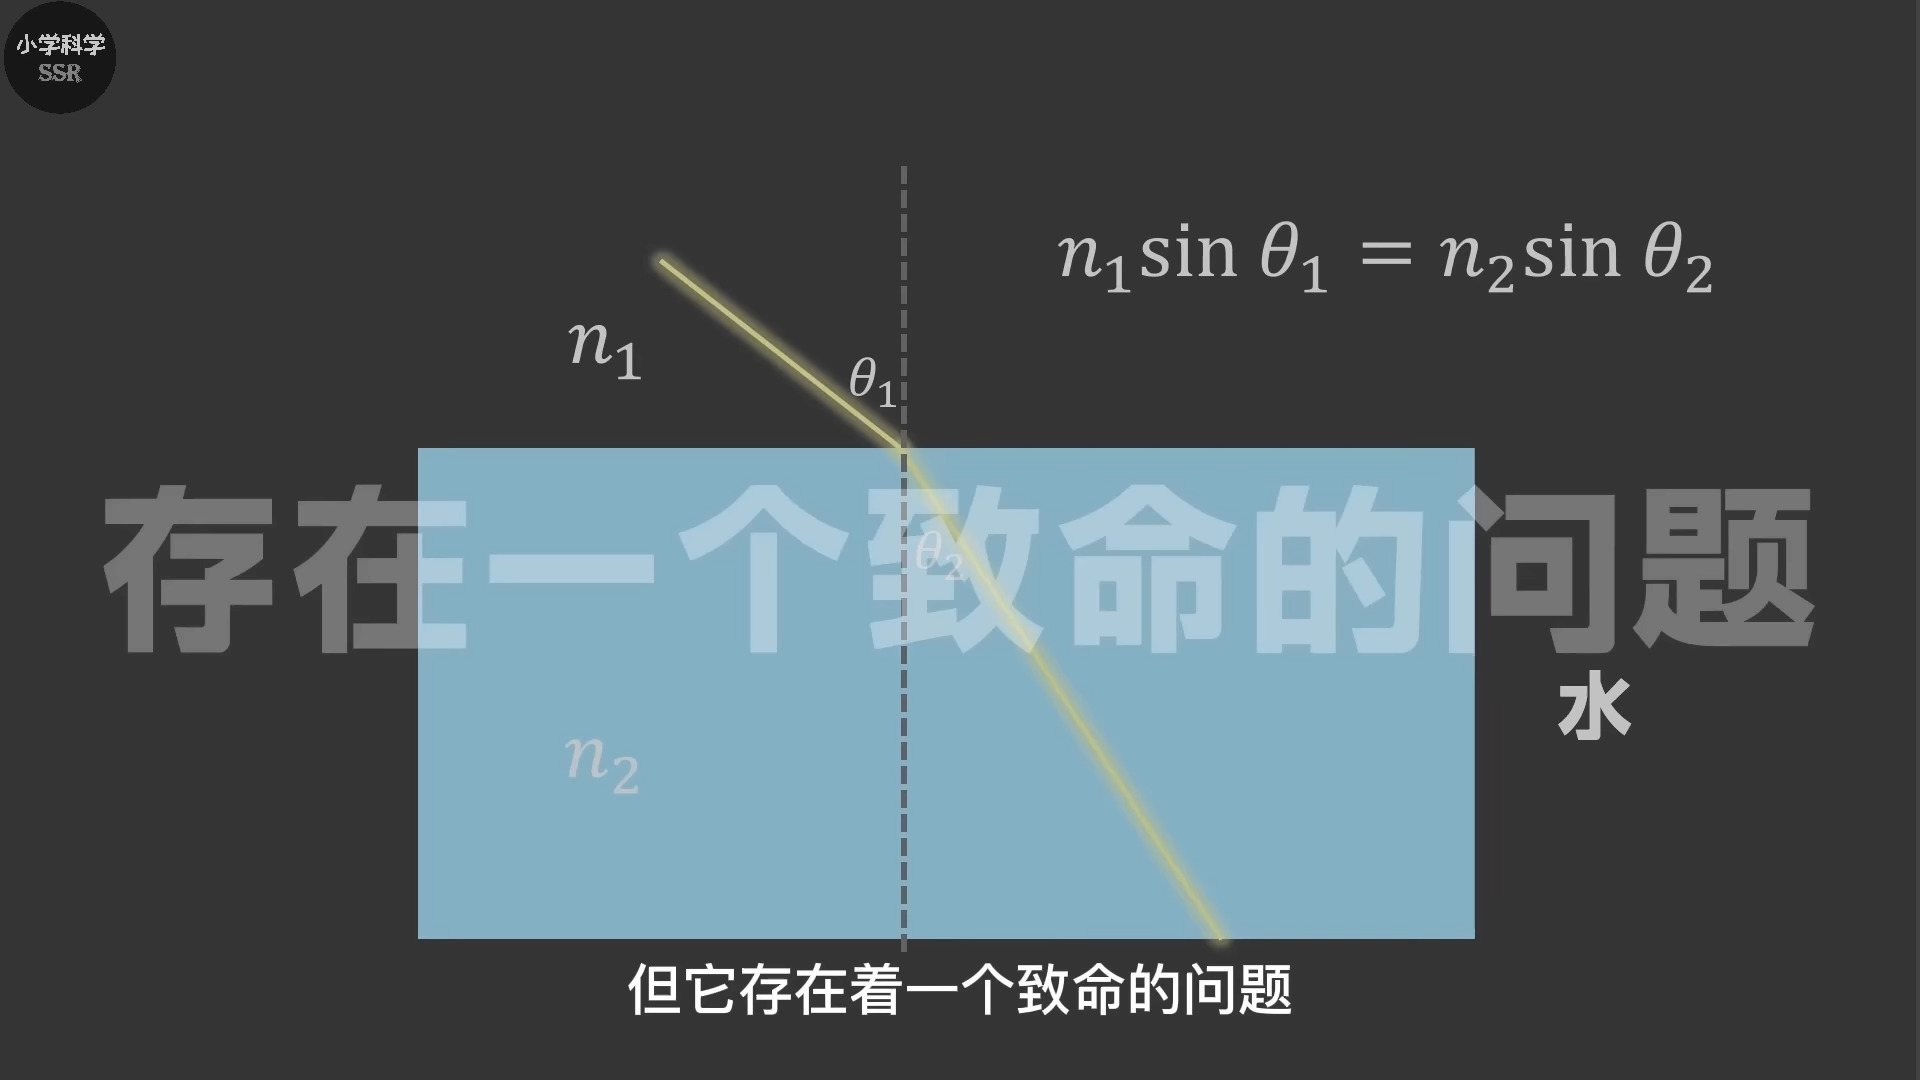 小学科学
SSR
n₁sin θ₁ = n₂sin θ₂
n₁
θ₁
存在一个致命的问题
θ₂
水
n₂
但它存在着一个致命的问题